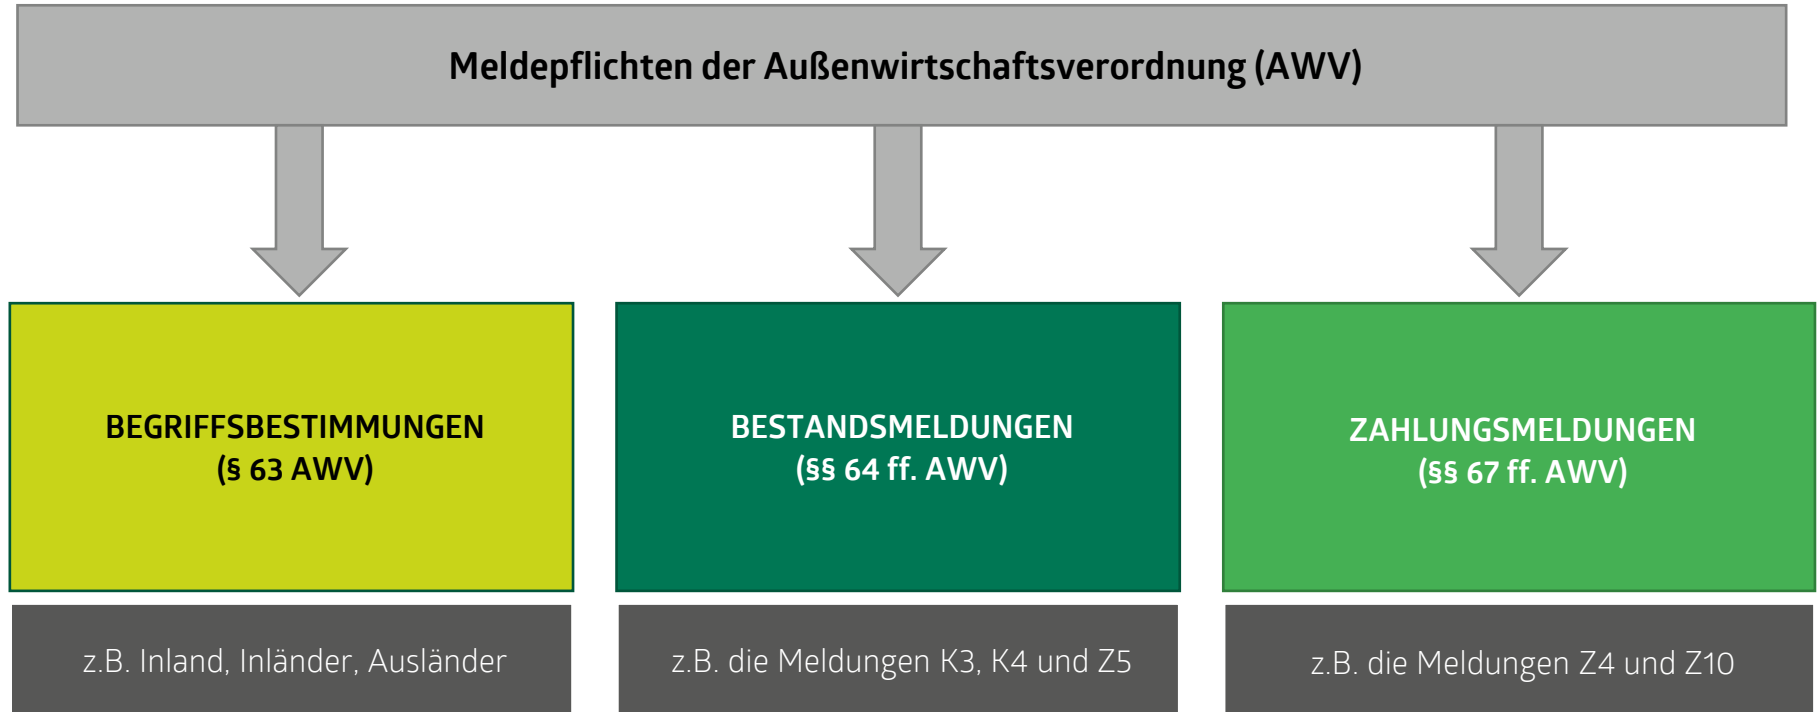 Meldepflichten der Außenwirtschaftsverordnung (AWV)
BEGRIFFSBESTIMMUNGEN
(§ 63 AWV)
z.B. Inland, Inländer, Ausländer
BESTANDSMELDUNGEN
(§§ 64 ff. AWV)
z.B. die Meldungen K3, K4 und Z5
ZAHLUNGSMELDUNGEN
(§§ 67 ff. AWV)
z.B. die Meldungen Z4 und Z10